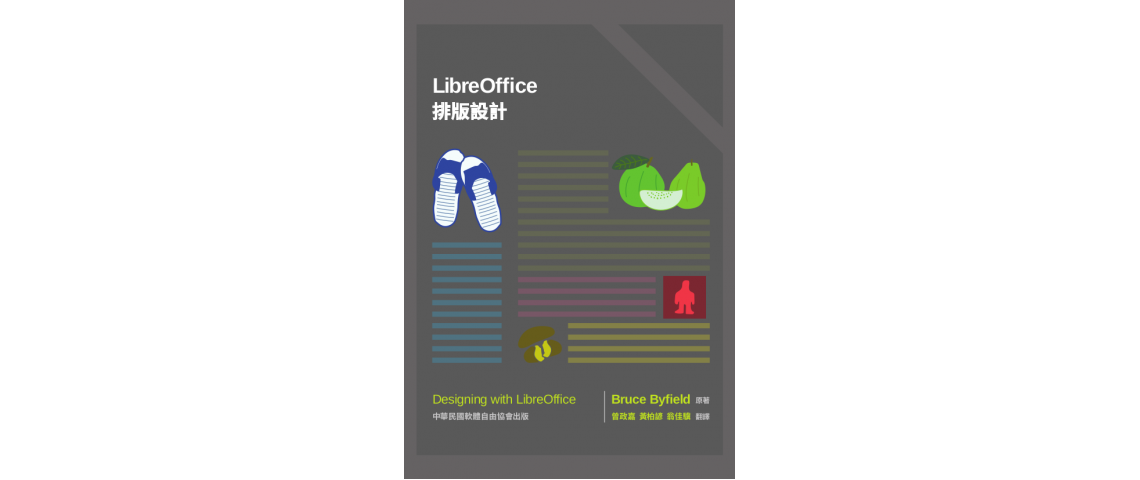 LibreOffice
排版設計
Designing with LibreOffice
中華民國軟體自由協會出版
Bruce Byfield 原著
曾政嘉 黃柏諺 翁佳驥 翻譯